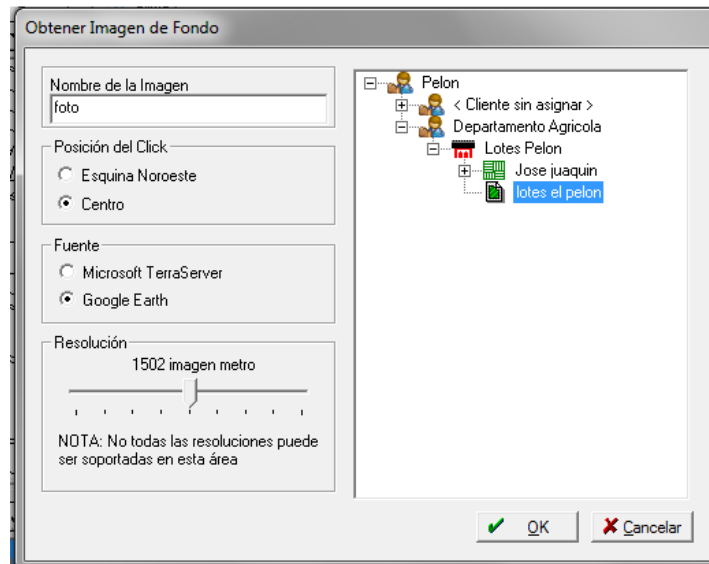 Obtener Imagen de Fondo
Nombre de la Imagen
foto
Posición del Click
Esquina Noroeste
Centro
Fuente
Microsoft TerraServer
Google Earth
Resolución
1502 imagen metro
NOTA: No todas las resoluciones puede
ser soportadas en esta área
Pelon
< Cliente sin asignar >
Departamento Agricola
Lotes Pelon
Jose juaquin
lotes el pelon
OK
Cancelar